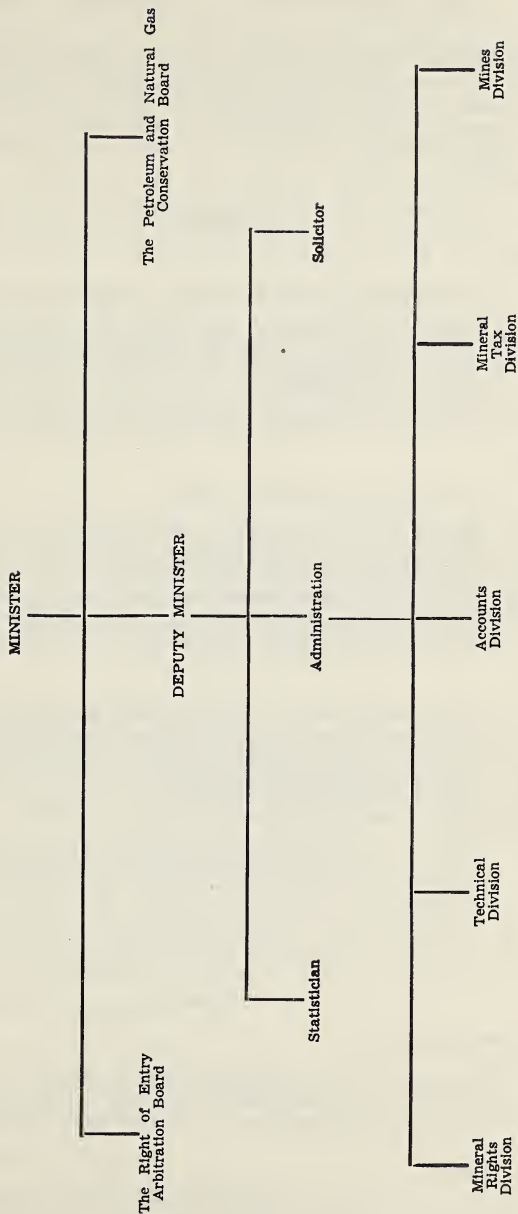 MINISTER
The Right of Entry
Arbitration Board
The Petroleum and Natural Gas
Conservation Board
DEPUTY MINISTER
Statistician
Administration
Solicitor
Mineral
Rights
Division
Technical
Division
Accounts
Division
Mineral
Tax
Division
Mines
Division